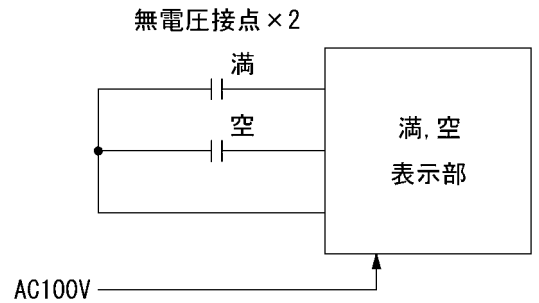 無電圧接点×2
満
空
満,空
表示部
AC100V